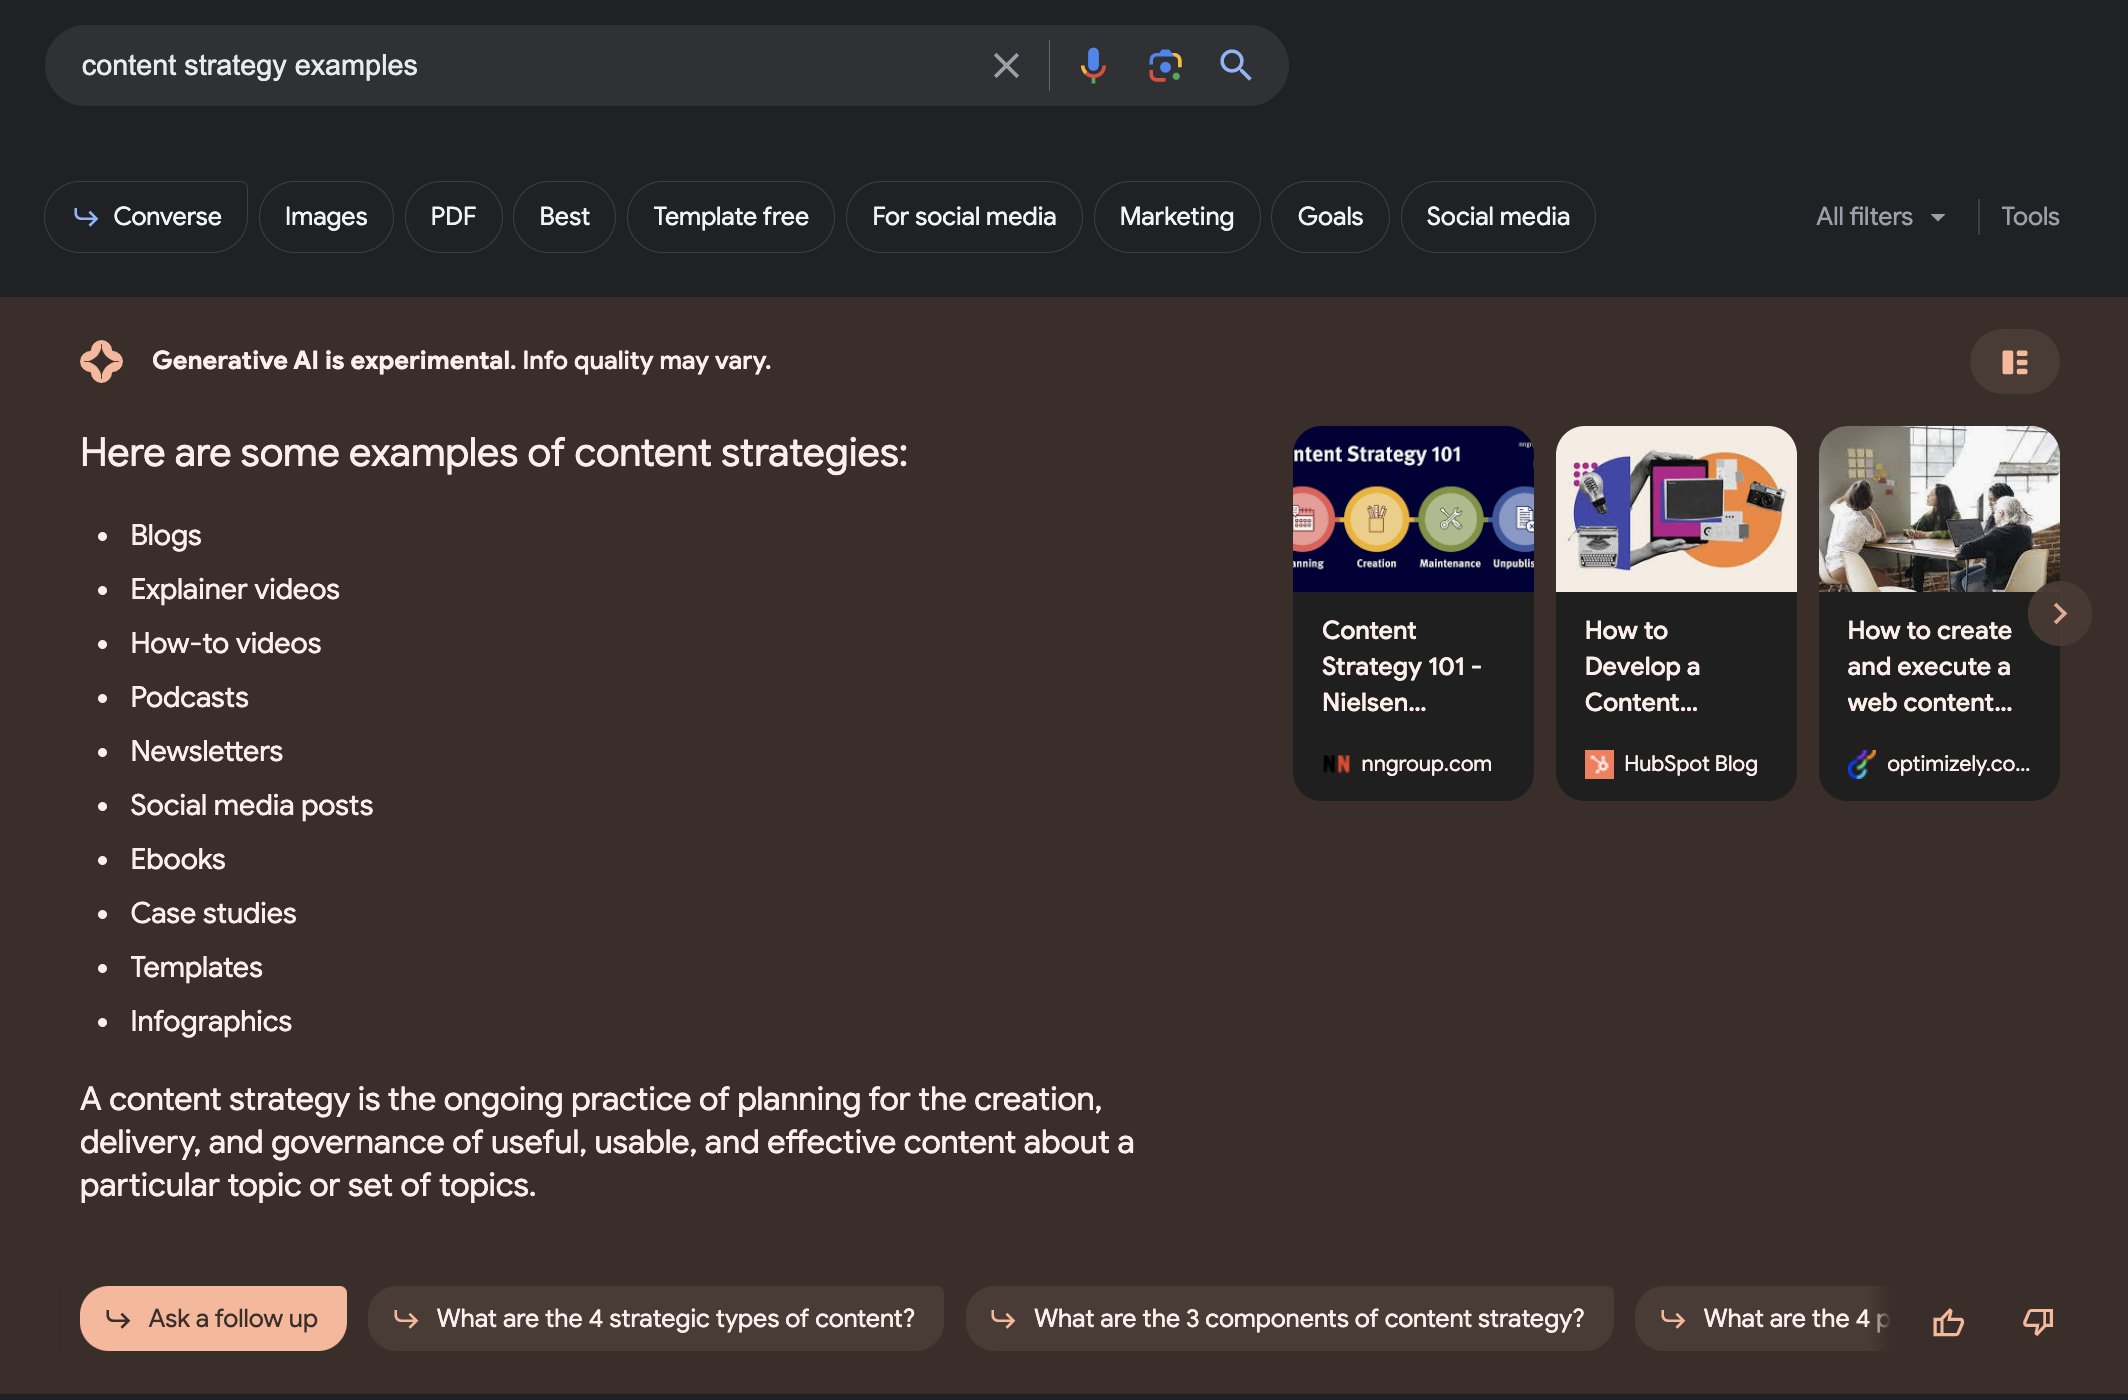 content strategy examples
Converse
Images
PDF
Best
Template free
For social media
Marketing
Goals
Social media
All filters
Tools
Generative AI is experimental. Info quality may vary.
Here are some examples of content strategies:
Blogs
Explainer videos
How-to videos
Podcasts
Newsletters
Social media posts
Ebooks
Case studies
Templates
Infographics
A content strategy is the ongoing practice of planning for the creation,
delivery, and governance of useful, usable, and effective content about a
particular topic or set of topics.
ntent Strategy 101
anning
Creation
Maintenance
Unpublis
Content
Strategy 101 -
Nielsen...
NN nngroup.com
How to
Develop a
Content...
HubSpot Blog
How to create
and execute a
web content...
optimizely.co...
Ask a follow up
What are the 4 strategic types of content?
What are the 3 components of content strategy?
What are the 4 p